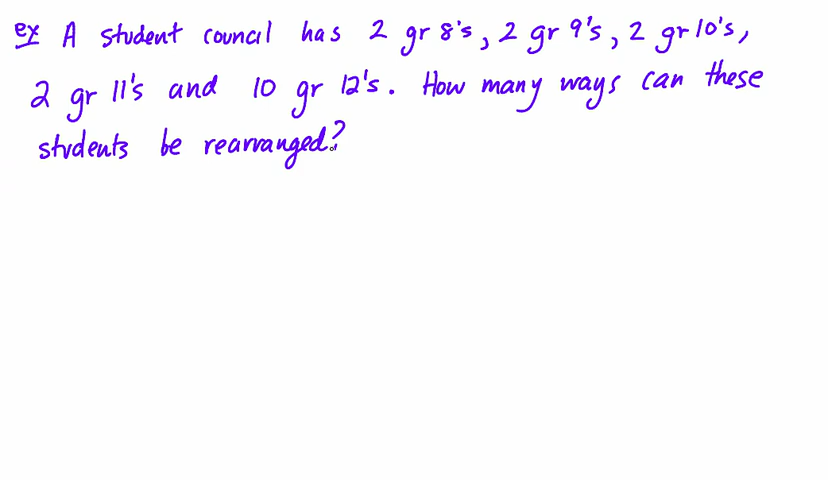 ex A student council has 2 gr 8's, 2 gr 9's, 2 gr 10's,
2 gr 11's and 10 gr 12's. How many ways can these
students be rearranged?